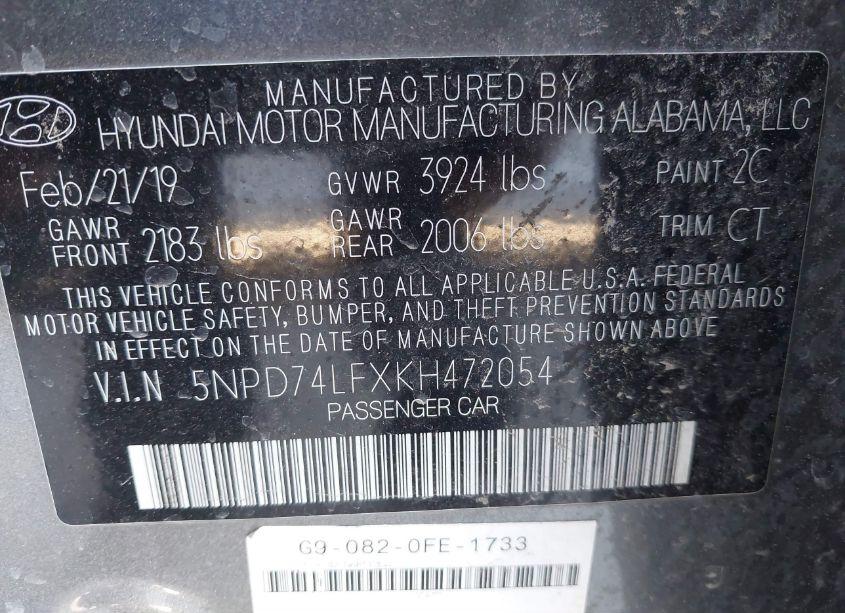 MANUFACTURED BY
HYUNDAI MOTOR MANUFACTURING ALABAMA, LLC
Feb/21/19 GVWR 3924 lbs PAINT 2C
GAWR FRONT 2183 lbs GAWR REAR 2006 lbs TRIM CT
THIS VEHICLE CONFORMS TO ALL APPLICABLE U.S.A. FEDERAL
MOTOR VEHICLE SAFETY, BUMPER, AND THEFT PREVENTION STANDARDS
IN EFFECT ON THE DATE OF MANUFACTURE SHOWN ABOVE
V.I.N 5NPD74LFXKH472054
PASSENGER CAR
G9-082-0FE-1733